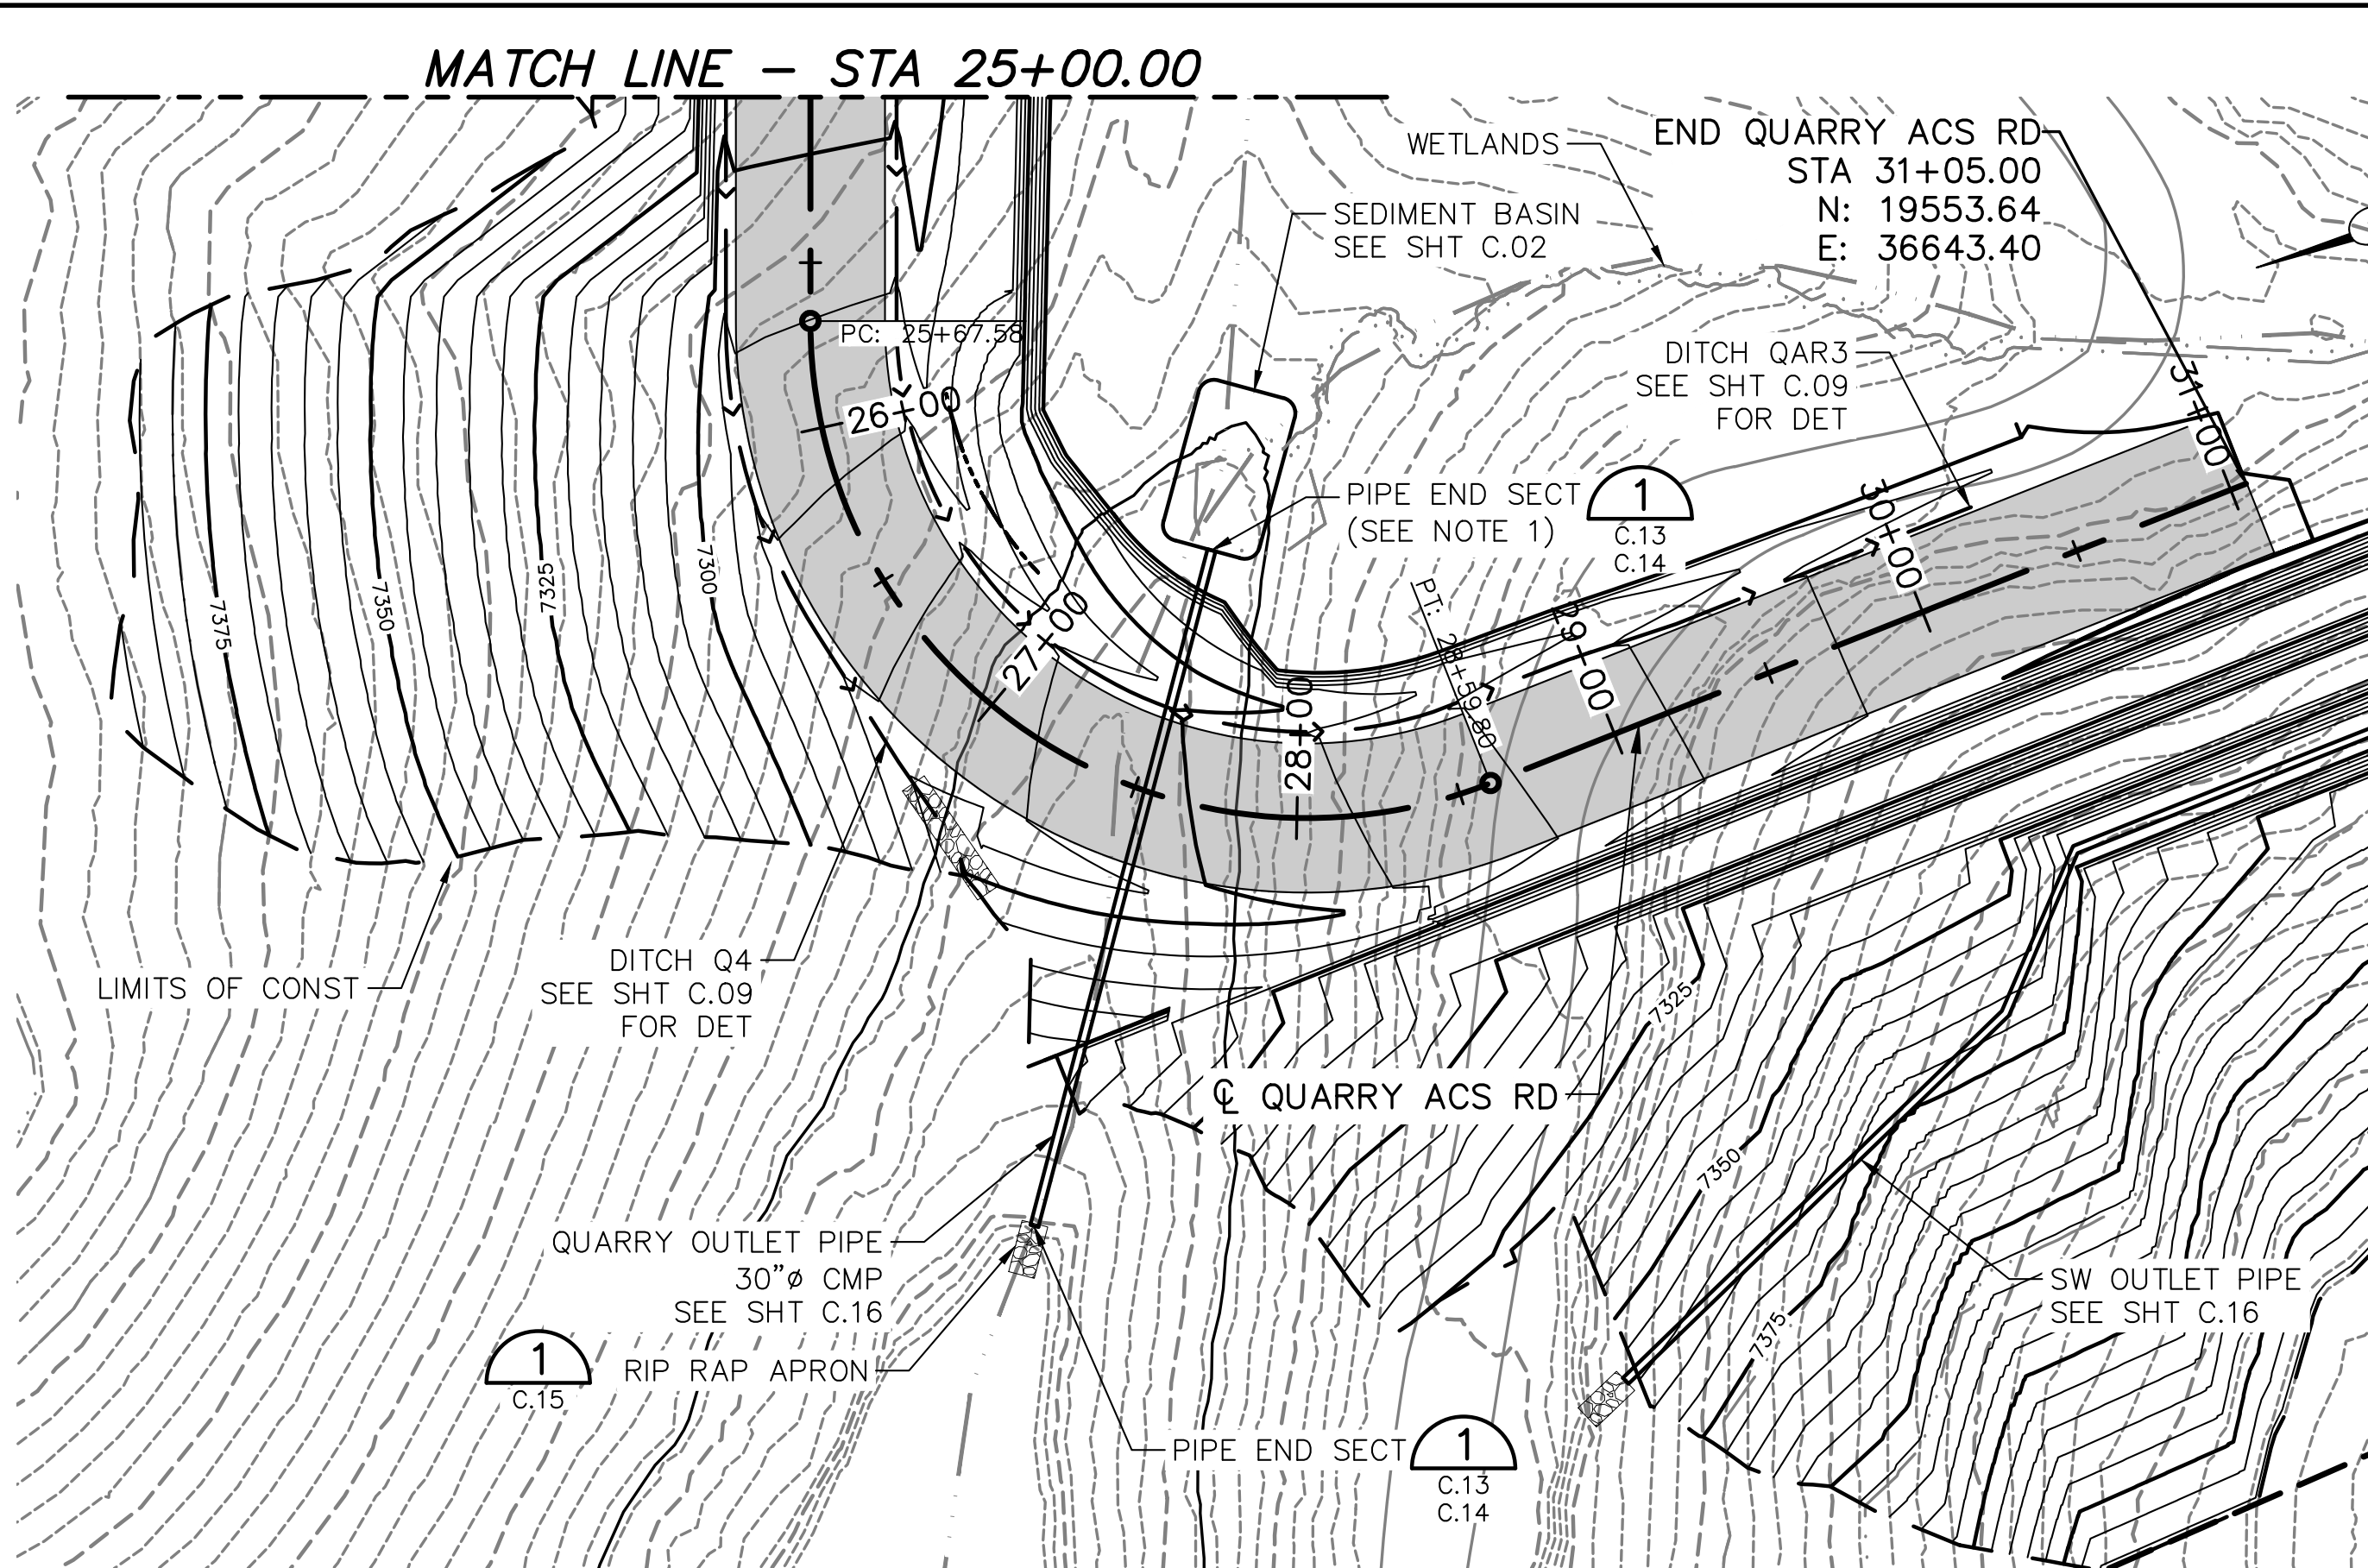 MATCH LINE – STA 25+00.00
WETLANDS
END QUARRY ACS RD
STA 31+05.00
N: 19553.64
E: 36643.40
SEDIMENT BASIN
SEE SHT C.02
PC: 25+67.58
DITCH QAR3
SEE SHT C.09
FOR DET
31+00
26+00
PIPE END SECT
(SEE NOTE 1)
1
C.13
C.14
30+00
7375
7350
7325
7300
27+00
PT: 28+59.80
29+00
28+00
DITCH Q4
SEE SHT C.09
FOR DET
LIMITS OF CONST
7325
℄ QUARRY ACS RD
7350
QUARRY OUTLET PIPE
30"ø CMP
SEE SHT C.16
SW OUTLET PIPE
SEE SHT C.16
7375
1
C.15
RIP RAP APRON
PIPE END SECT
1
C.13
C.14